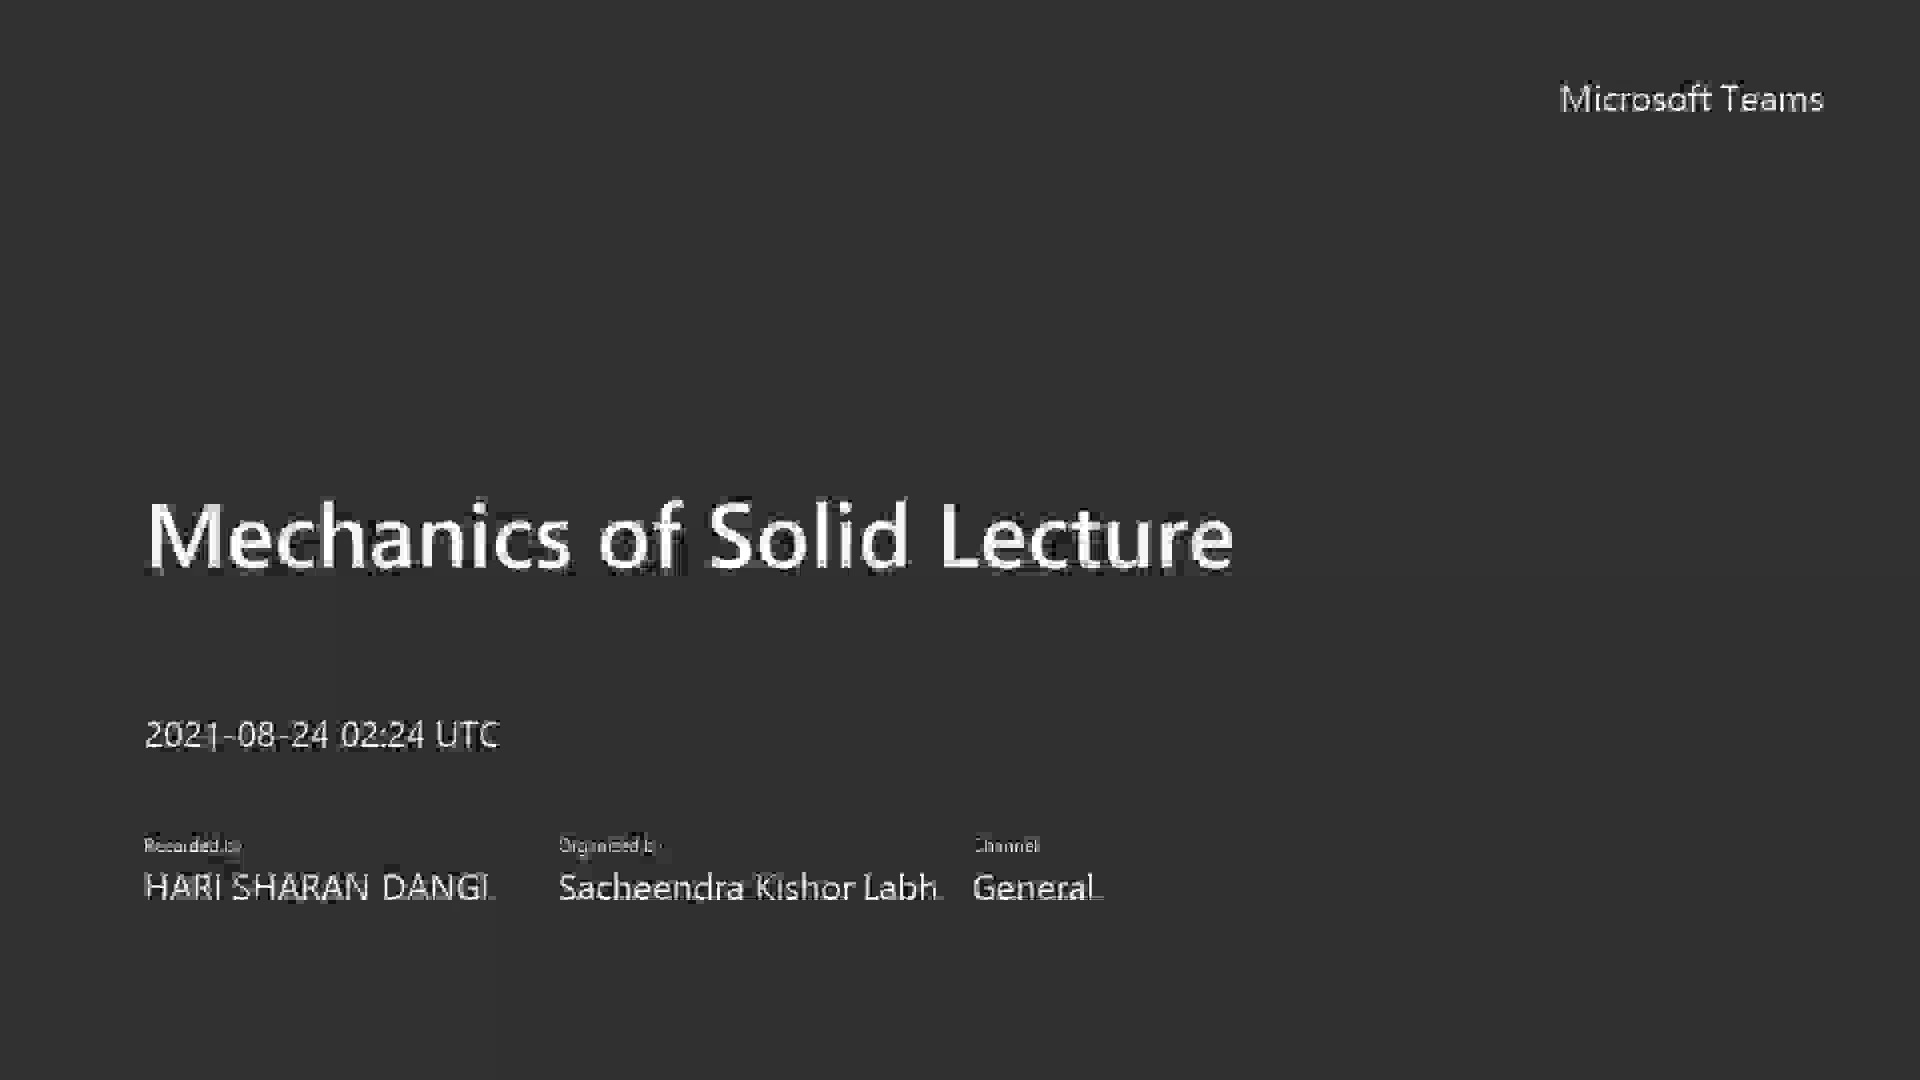 Microsoft Teams
Mechanics of Solid Lecture
2021-08-24 02:24 UTC
Recorded by Organized by Channel
HARI SHARAN DANGI Sacheendra Kishor Labh General